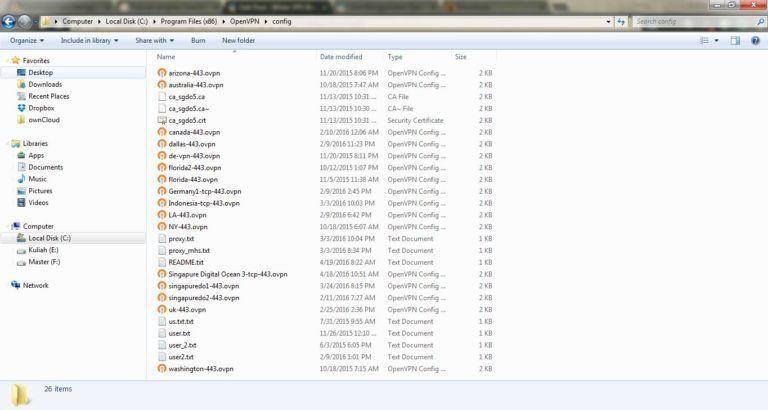 Computer ▸ Local Disk (C:) ▸ Program Files (x86) ▸ OpenVPN ▸ config
Search config
Organize Include in library Share with Burn New folder
Name Date modified Type Size
Favorites
Desktop
Downloads
Recent Places
Dropbox
ownCloud
Libraries
Apps
Documents
Music
Pictures
Videos
Computer
Local Disk (C:)
Kuliah (E:)
Master (F:)
Network
arizona-443.ovpn 11/20/2015 8:06 PM OpenVPN Config ... 2 KB
australia-443.ovpn 10/18/2015 7:47 AM OpenVPN Config ... 2 KB
ca_sgdo5.ca 11/13/2015 10:31 ... CA File 2 KB
ca_sgdo5.ca~ 11/13/2015 10:30 ... CA~ File 2 KB
ca_sgdo5.crt 11/13/2015 10:31 ... Security Certificate 2 KB
canada-443.ovpn 2/10/2016 12:06 AM OpenVPN Config ... 2 KB
dallas-443.ovpn 2/9/2016 11:23 PM OpenVPN Config ... 2 KB
de-vpn-443.ovpn 11/20/2015 8:11 PM OpenVPN Config ... 2 KB
florida2-443.ovpn 10/12/2015 1:07 PM OpenVPN Config ... 2 KB
florida-443.ovpn 11/5/2015 11:38 AM OpenVPN Config ... 2 KB
Germany1-tcp-443.ovpn 2/9/2016 2:45 PM OpenVPN Config ... 2 KB
Indonesia-tcp-443.ovpn 3/3/2016 10:03 PM OpenVPN Config ... 2 KB
LA-443.ovpn 2/9/2016 6:42 PM OpenVPN Config ... 2 KB
NY-443.ovpn 10/18/2015 6:07 AM OpenVPN Config ... 2 KB
proxy.txt 3/3/2016 10:04 PM Text Document 1 KB
proxy_mhs.txt 3/3/2016 8:34 PM Text Document 1 KB
README.txt 4/19/2016 8:22 AM Text Document 1 KB
Singapure Digital Ocean 3-tcp-443.ovpn 4/18/2016 10:51 AM OpenVPN Config ... 2 KB
singapuredo1-443.ovpn 3/24/2016 8:15 PM OpenVPN Config ... 2 KB
singapuredo2-443.ovpn 2/11/2016 7:27 AM OpenVPN Config ... 2 KB
uk-443.ovpn 2/25/2016 2:36 PM OpenVPN Config ... 2 KB
us.txt.txt 7/31/2015 9:55 AM Text Document 1 KB
user.txt 11/26/2015 12:10 ... Text Document 1 KB
user_2.txt 6/3/2015 6:05 PM Text Document 1 KB
user2.txt 2/9/2016 1:01 PM Text Document 1 KB
washington-443.ovpn 10/18/2015 7:15 AM OpenVPN Config ... 2 KB
26 items